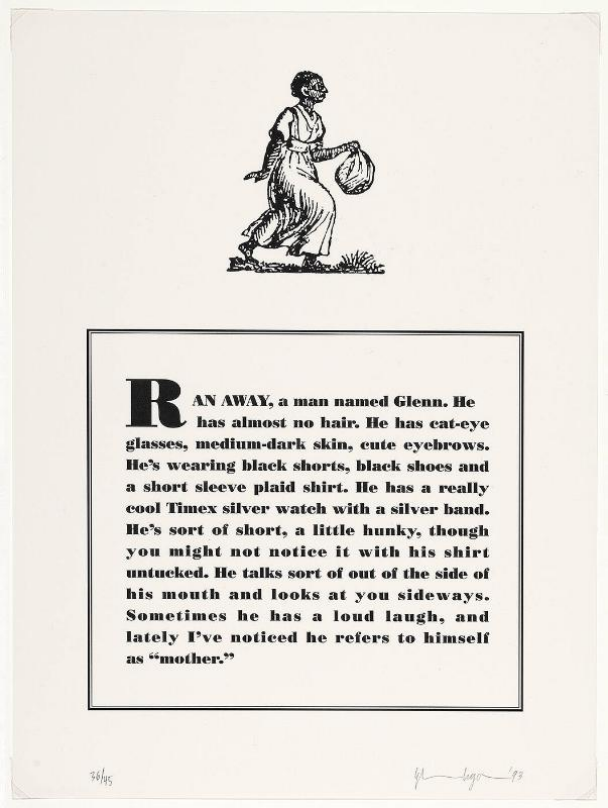 RAN AWAY, a man named Glenn. He
has almost no hair. He has cat-eye
glasses, medium-dark skin, cute eyebrows.
He's wearing black shorts, black shoes and
a short sleeve plaid shirt. He has a really
cool Timex silver watch with a silver band.
He's sort of short, a little hunky, though
you might not notice it with his shirt
untucked. He talks sort of out of the side of
his mouth and looks at you sideways.
Sometimes he has a loud laugh, and
lately I've noticed he refers to himself
as “mother.”
36/45
'93